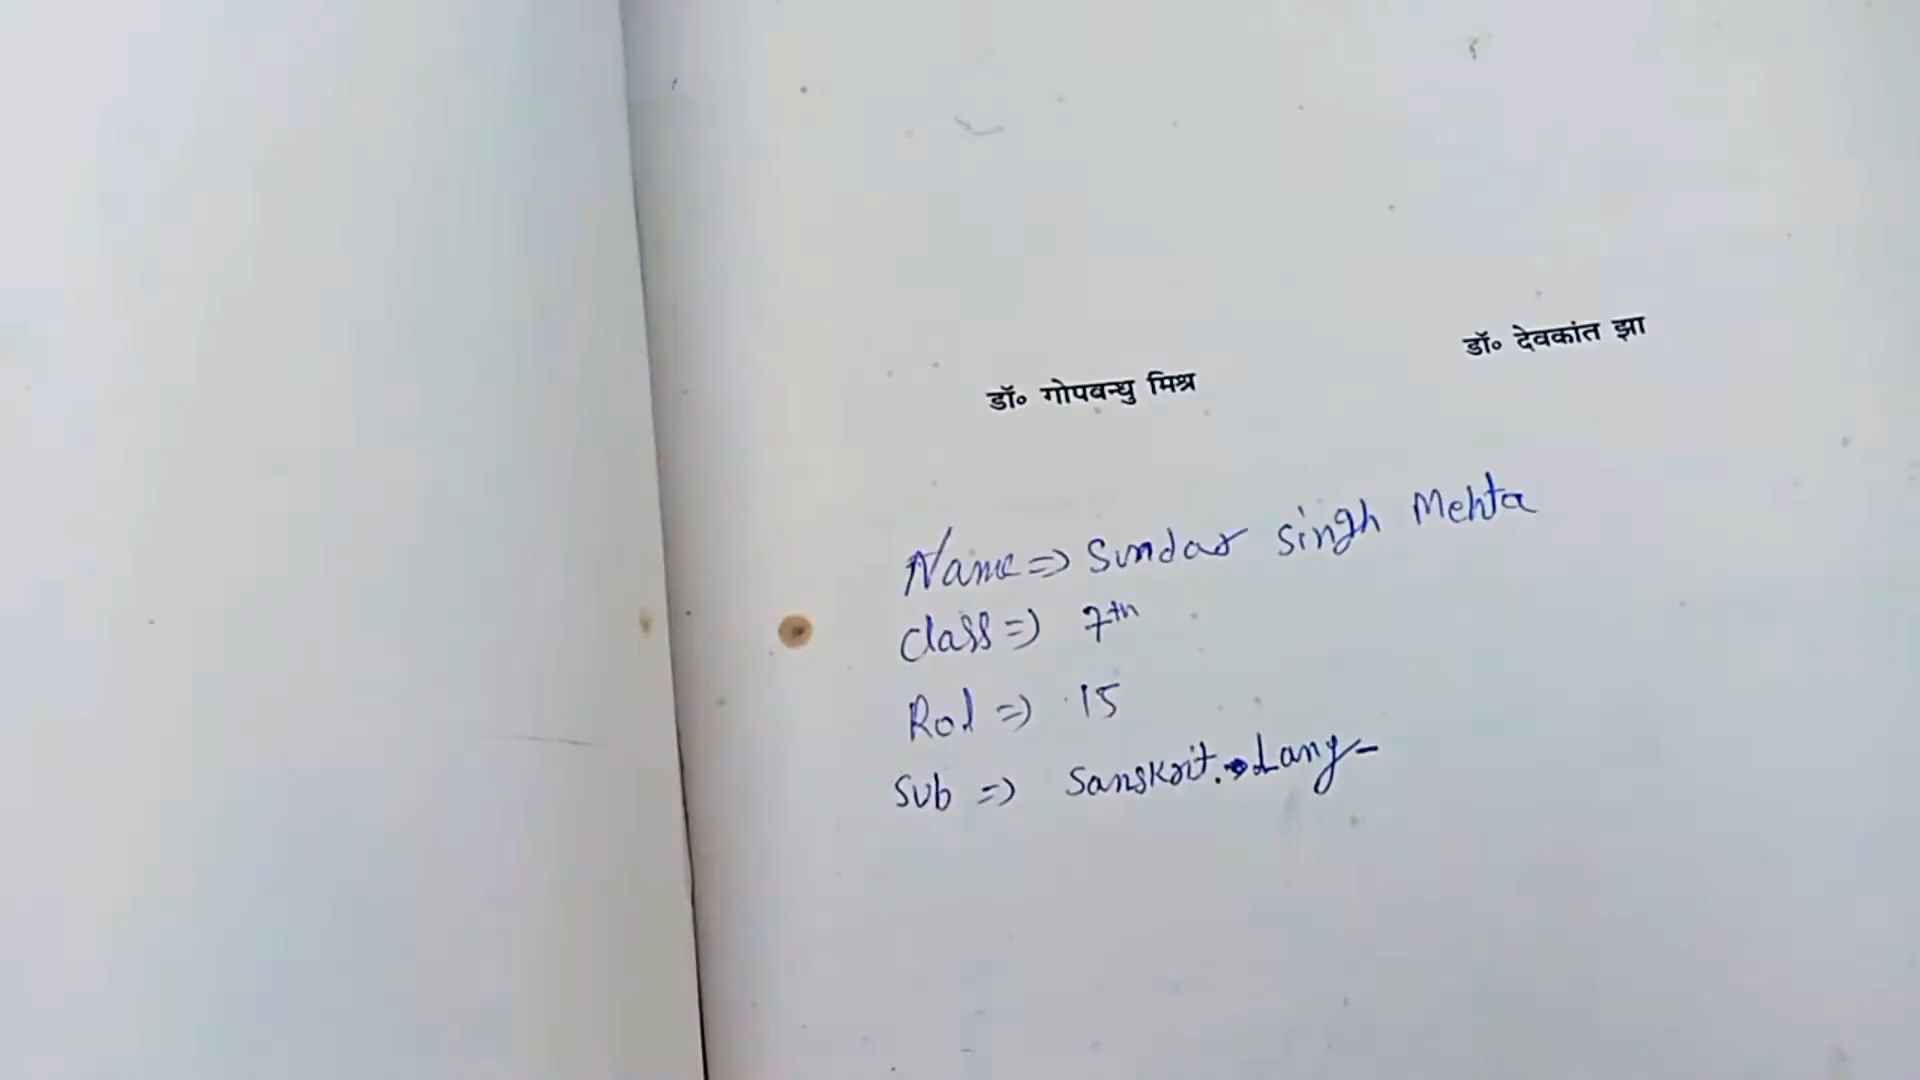 डॉ० देवकांत झा
डॉ० गोपबन्धु मिश्र
Name => Sundar Singh Mehta
Class => 7th
Rol => 15
Sub => Sanskrit. Lang-